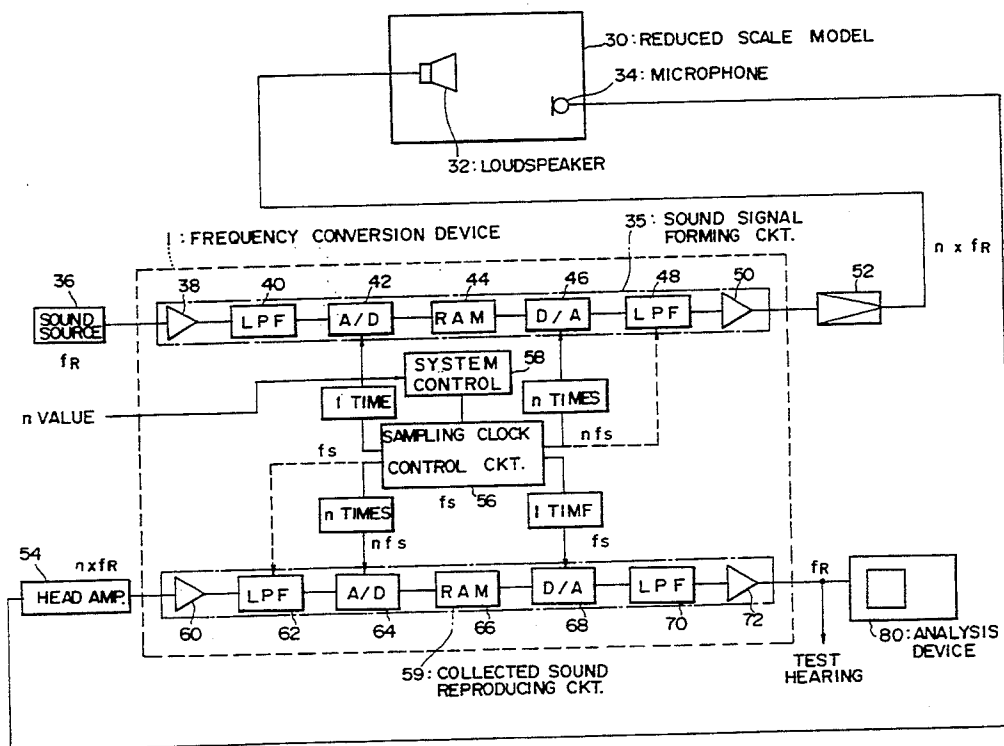 30: REDUCED SCALE MODEL
34: MICROPHONE
32: LOUDSPEAKER
35: SOUND SIGNAL
FORMING CKT.
1: FREQUENCY CONVERSION DEVICE
n x fR
36
38
40
42
44
46
48
50
52
SOUND
SOURCE
LPF
A/D
RAM
D/A
LPF
fR
SYSTEM
CONTROL
58
1 TIME
n TIMES
n VALUE
fs
SAMPLING CLOCK
CONTROL CKT.
nfs
fs
56
n TIMES
1 TIMF
nfs
fs
54
nxfR
HEAD AMP.
LPF
A/D
RAM
D/A
LPF
fR
60
62
64
66
68
70
72
59: COLLECTED SOUND
REPRODUCING CKT.
TEST
HEARING
80: ANALYSIS
DEVICE